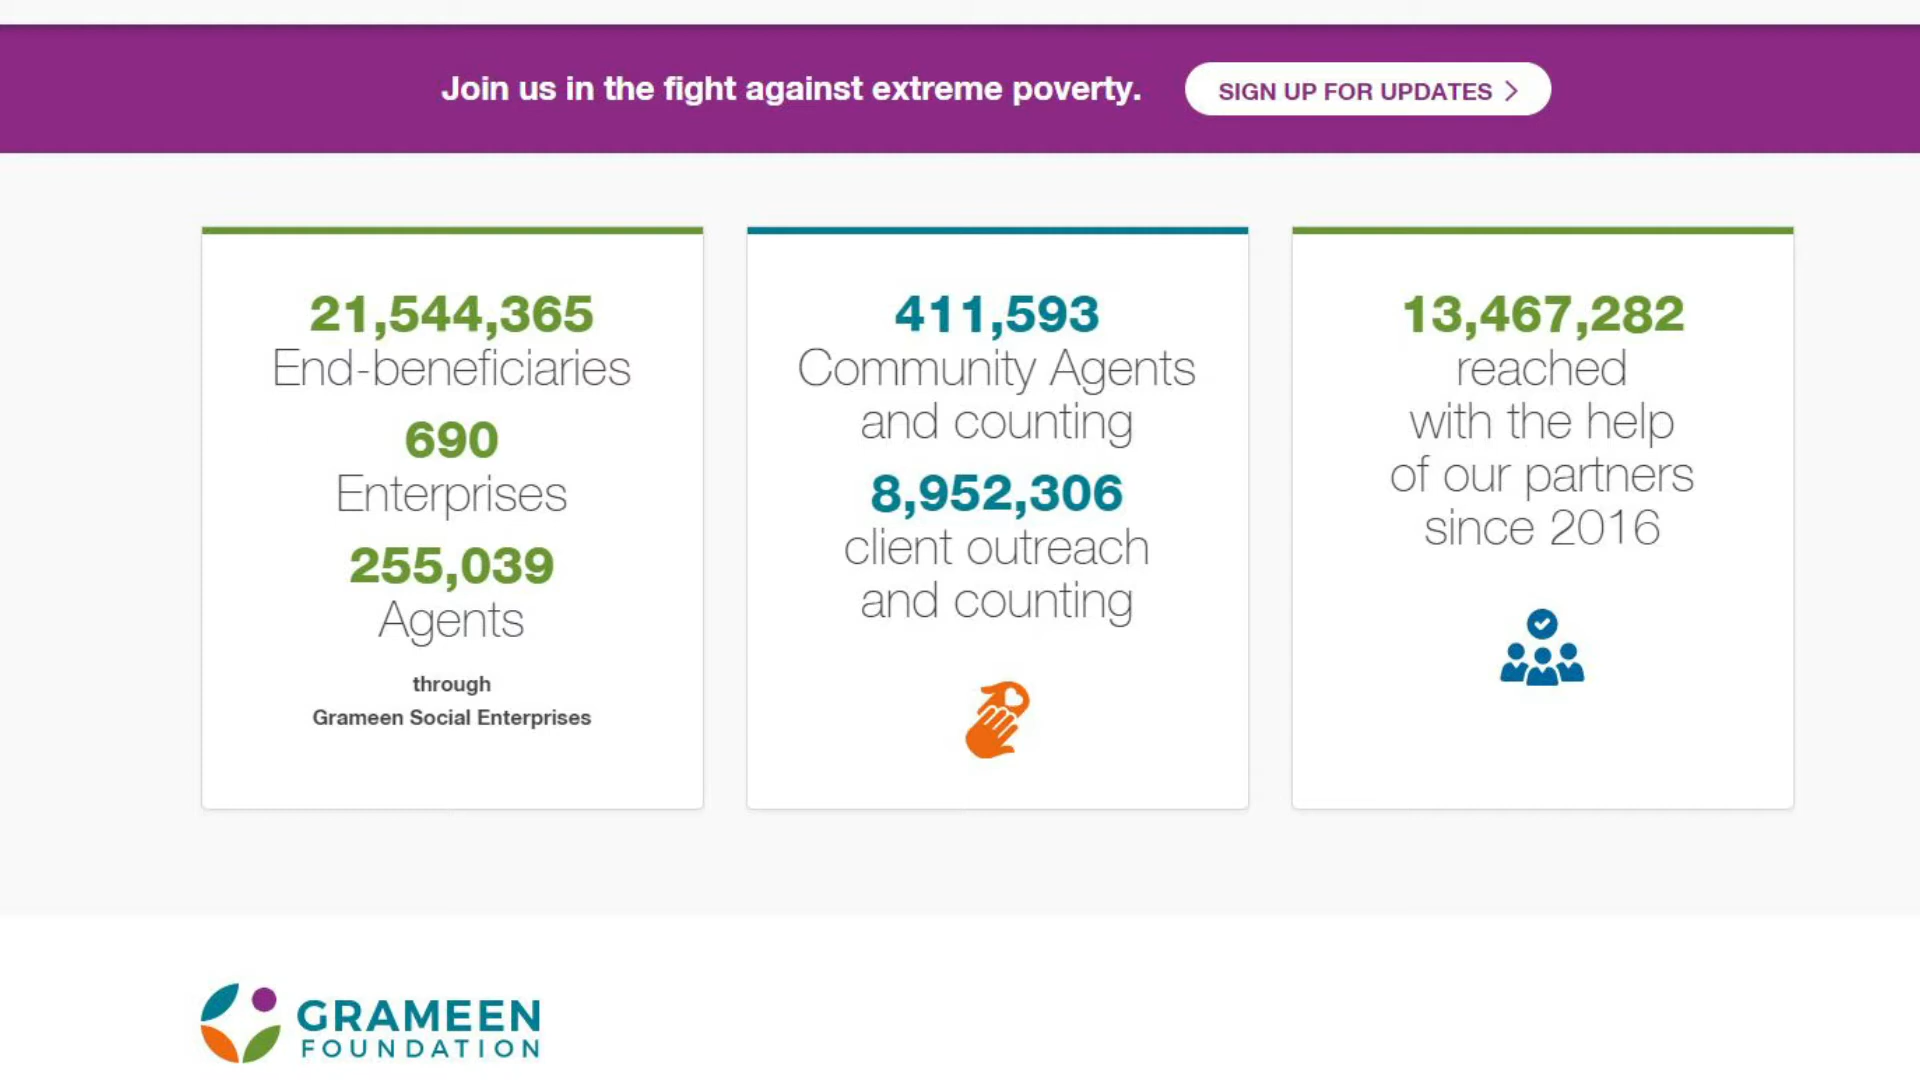 Join us in the fight against extreme poverty.
SIGN UP FOR UPDATES
21,544,365
End-beneficiaries
690
Enterprises
255,039
Agents
through
Grameen Social Enterprises
411,593
Community Agents
and counting
8,952,306
client outreach
and counting
13,467,282
reached
with the help
of our partners
since 2016
GRAMEEN
FOUNDATION